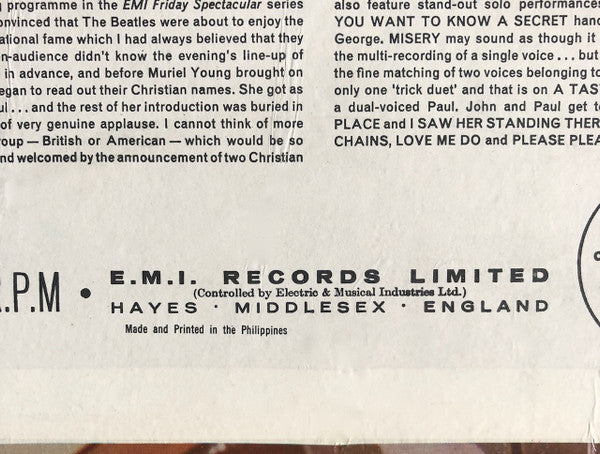 programme in the EMI Friday Spectacular series
convinced that The Beatles were about to enjoy the
ational fame which I had always believed that they
n-audience didn't know the evening's line-up of
in advance, and before Muriel Young brought on
egan to read out their Christian names. She got as
ul . . . and the rest of her introduction was buried in
of very genuine applause. I cannot think of more
roup — British or American — which would be so
nd welcomed by the announcement of two Christian
also feature stand-out solo performances
YOU WANT TO KNOW A SECRET hand
George. MISERY may sound as though it
the multi-recording of a single voice . . . but
the fine matching of two voices belonging to
only one 'trick duet' and that is on A TAS
a dual-voiced Paul. John and Paul get to
PLACE and I SAW HER STANDING THER
CHAINS, LOVE ME DO and PLEASE PLEA
R.P.M • E.M.I. RECORDS LIMITED
(Controlled by Electric & Musical Industries Ltd.)
HAYES · MIDDLESEX · ENGLAND
Made and Printed in the Philippines